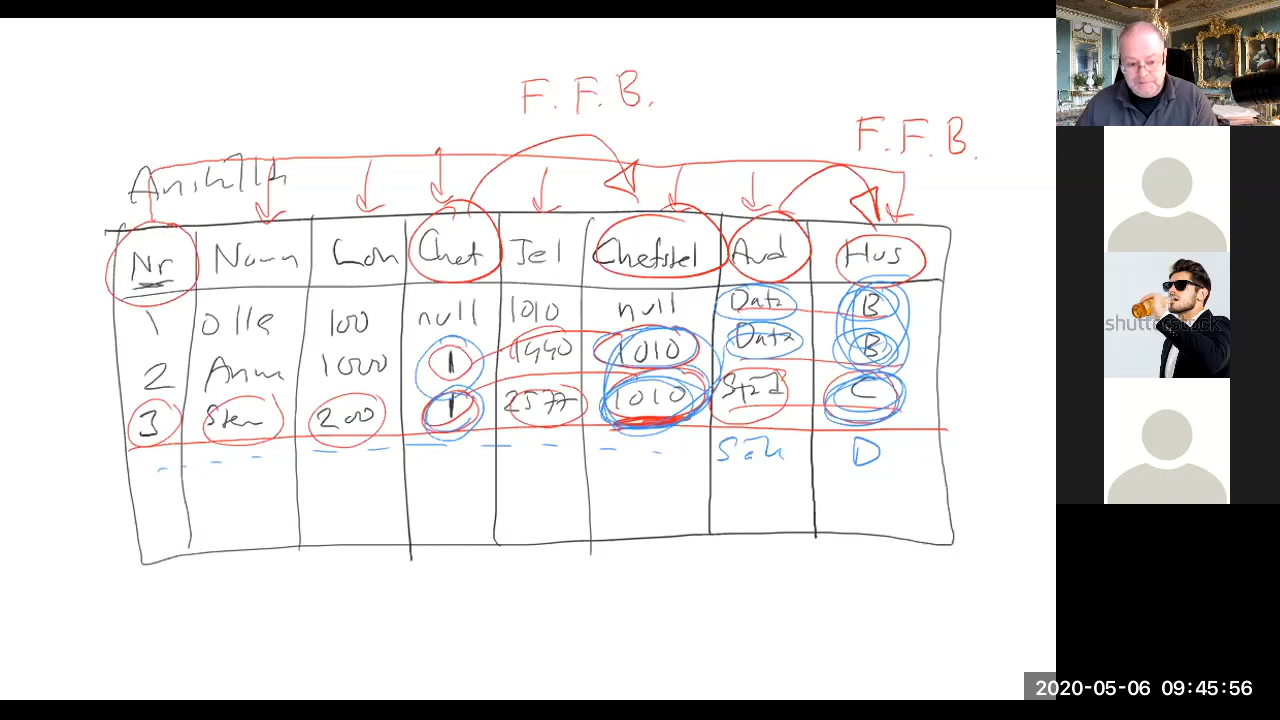 F. F. B.
F. F. B.
Anställd
Nr Namn Lön Chef Tel Chefstel Avd Hus
1 Olle 100 null 1010 null Data B
2 Anna 1000 1 1440 1010 Data B
3 Sten 200 1 2577 1010 Städ C
Sälj D
shutterstock
2020-05-06 09:45:56